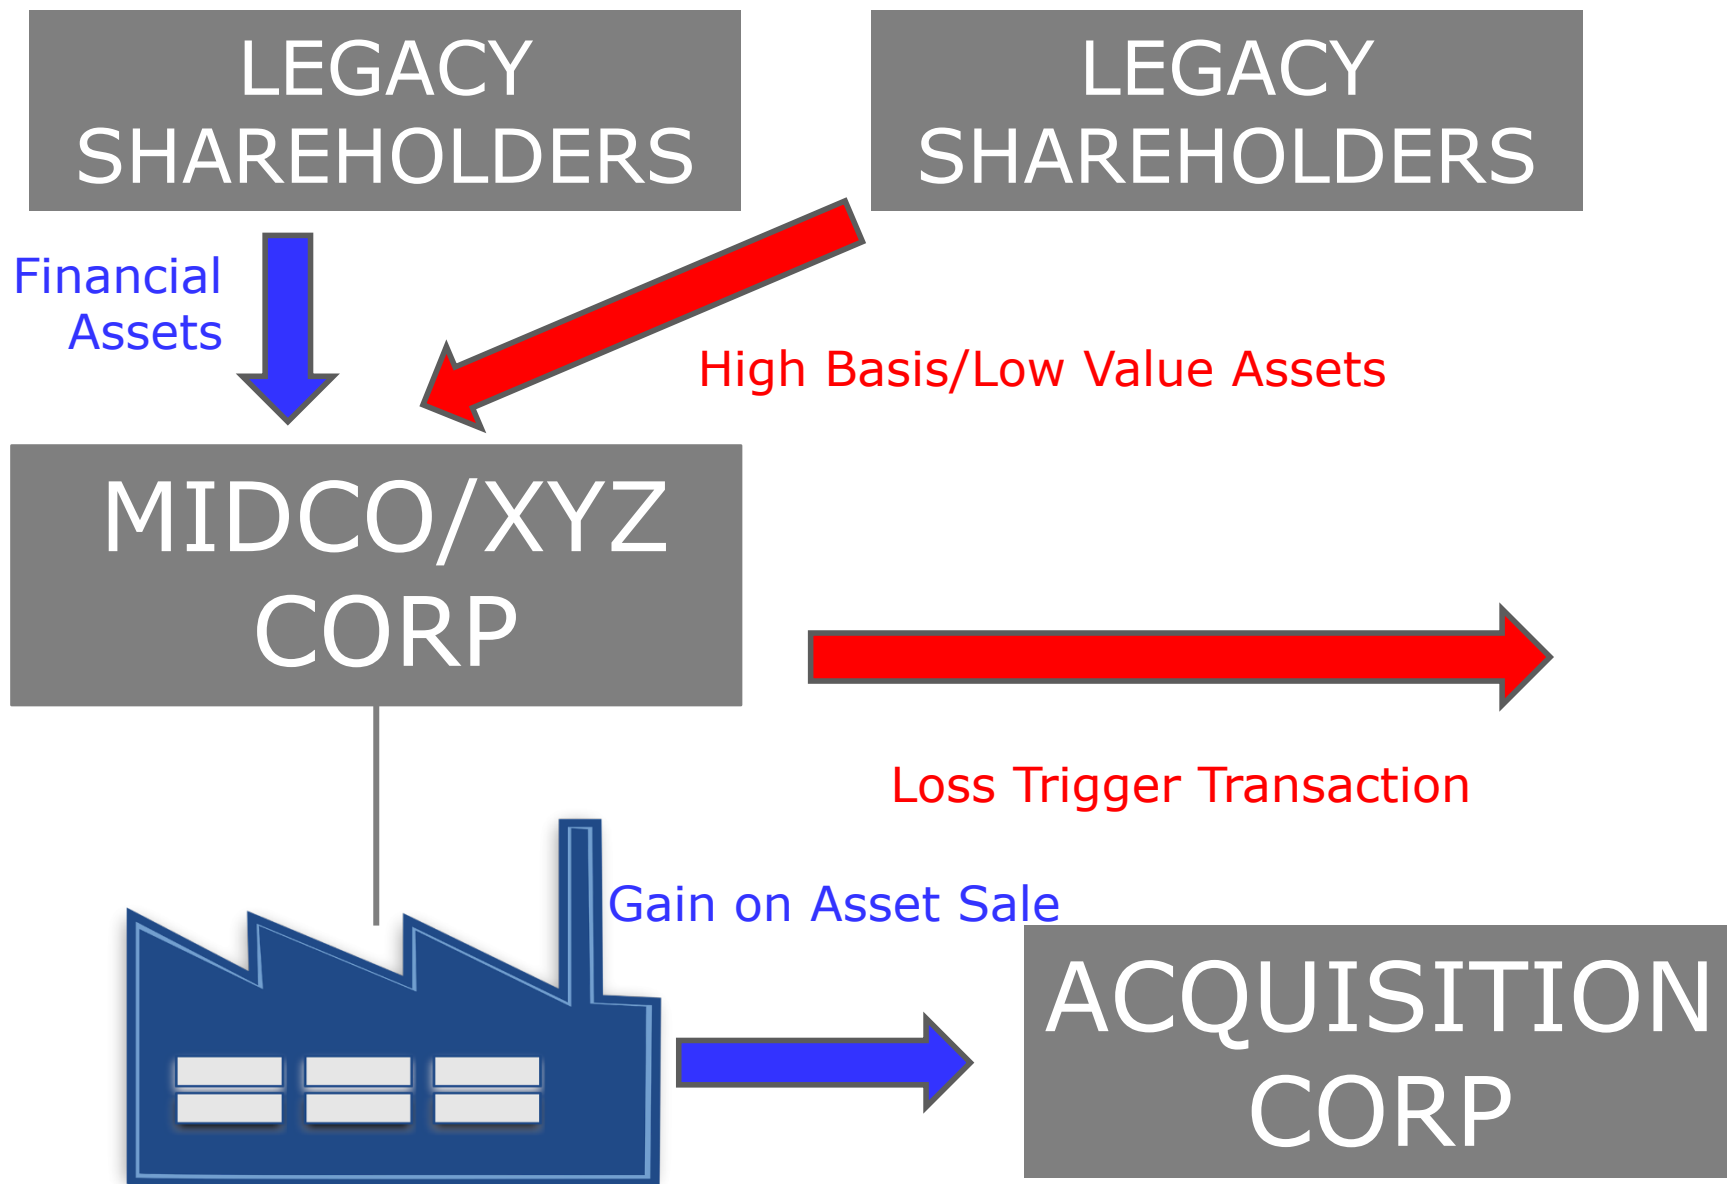 LEGACY
SHAREHOLDERS
LEGACY
SHAREHOLDERS
Financial
Assets
High Basis/Low Value Assets
MIDCO/XYZ
CORP
Loss Trigger Transaction
Gain on Asset Sale
ACQUISITION
CORP